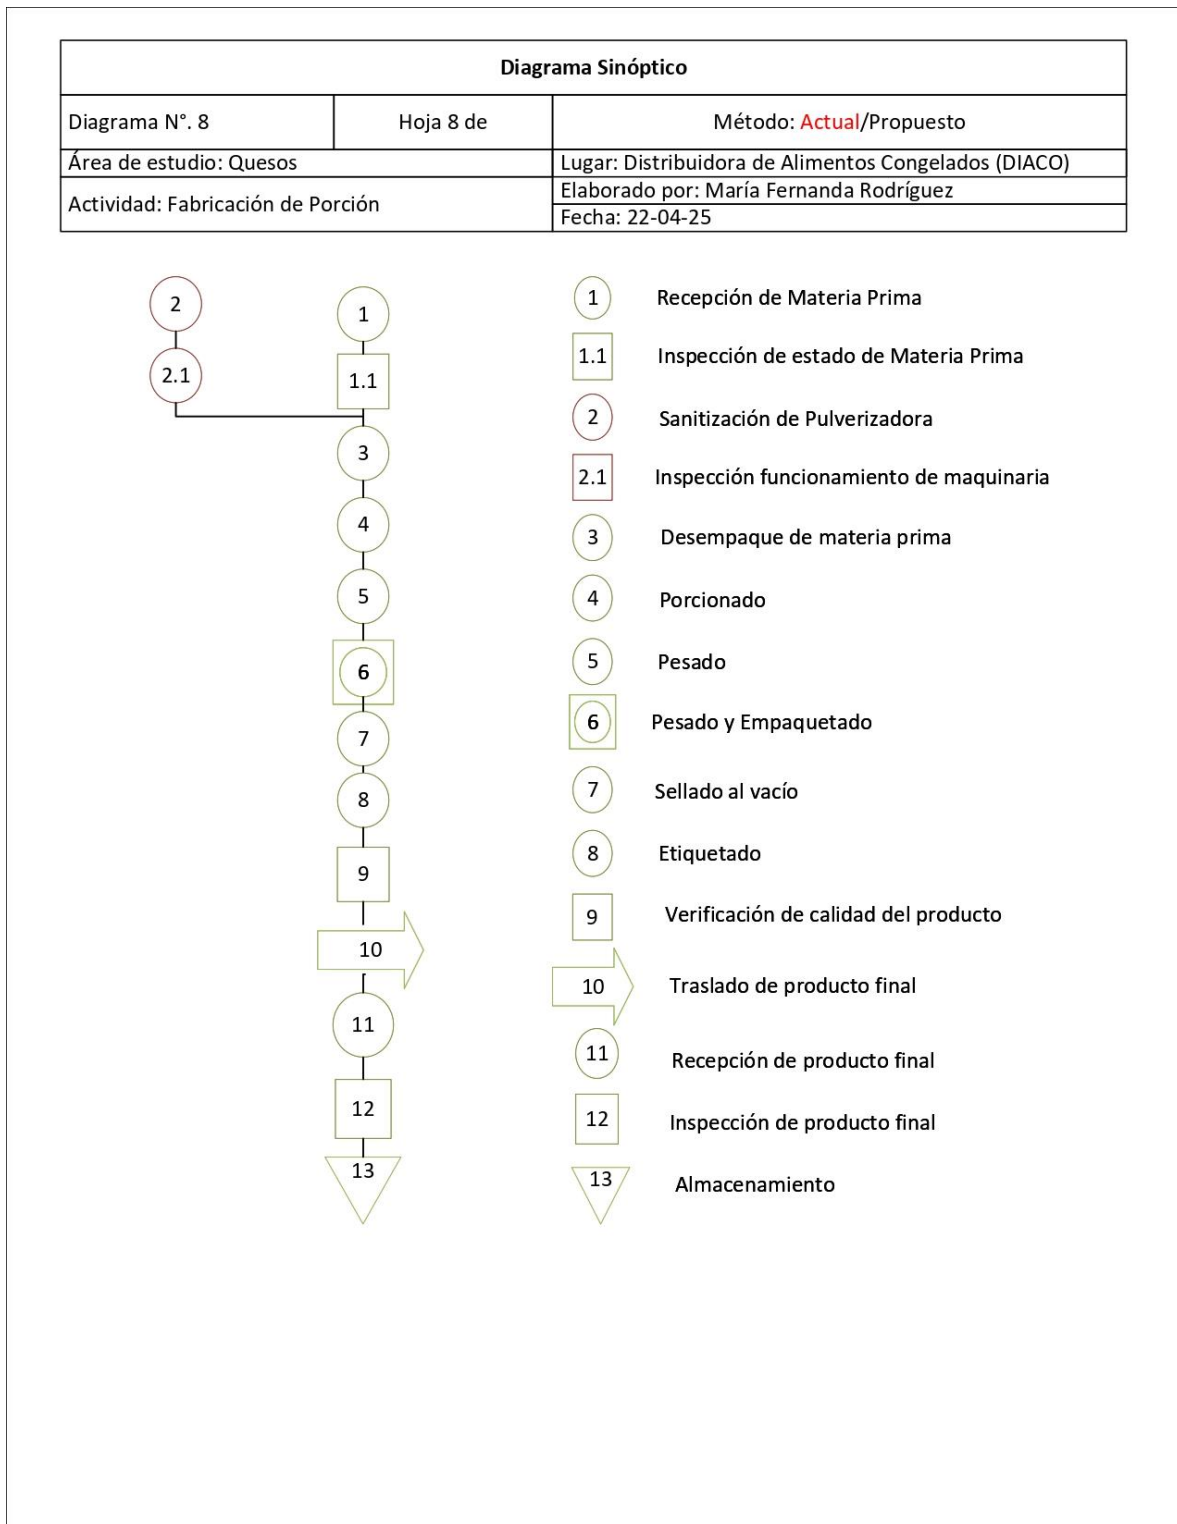 Diagrama Sinóptico
Diagrama N°. 8
Hoja 8 de
Método: Actual/Propuesto
Área de estudio: Quesos
Lugar: Distribuidora de Alimentos Congelados (DIACO)
Actividad: Fabricación de Porción
Elaborado por: María Fernanda Rodríguez
Fecha: 22-04-25
2
2.1
1
1.1
3
4
5
6
7
8
9
10
11
12
13
1 Recepción de Materia Prima
1.1 Inspección de estado de Materia Prima
2 Sanitización de Pulverizadora
2.1 Inspección funcionamiento de maquinaria
3 Desempaque de materia prima
4 Porcionado
5 Pesado
6 Pesado y Empaquetado
7 Sellado al vacío
8 Etiquetado
9 Verificación de calidad del producto
10 Traslado de producto final
11 Recepción de producto final
12 Inspección de producto final
13 Almacenamiento